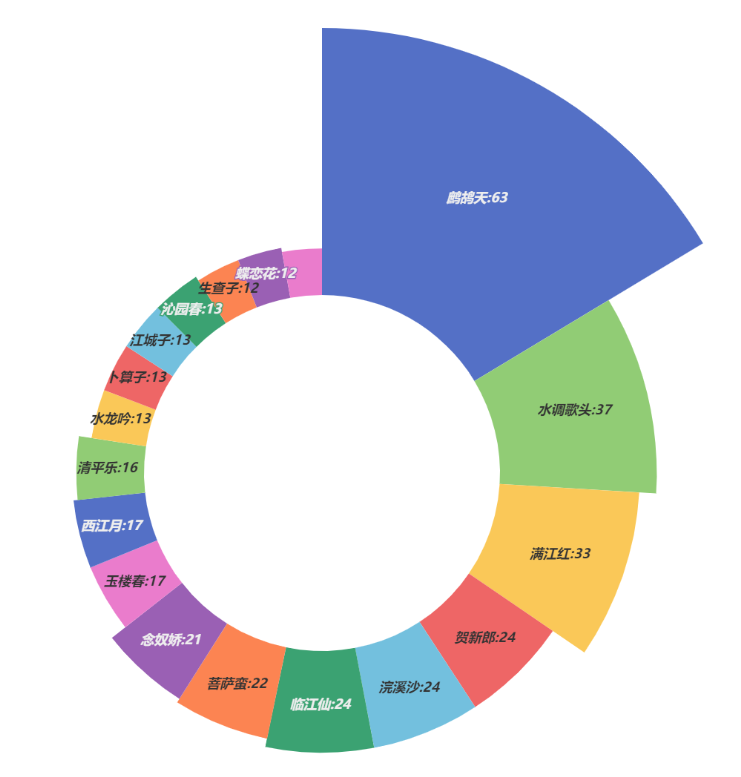 鹧鸪天:63
水调歌头:37
满江红:33
贺新郎:24
浣溪沙:24
临江仙:24
菩萨蛮:22
念奴娇:21
玉楼春:17
西江月:17
清平乐:16
水龙吟:13
卜算子:13
江城子:13
沁园春:13
生查子:12
蝶恋花:12